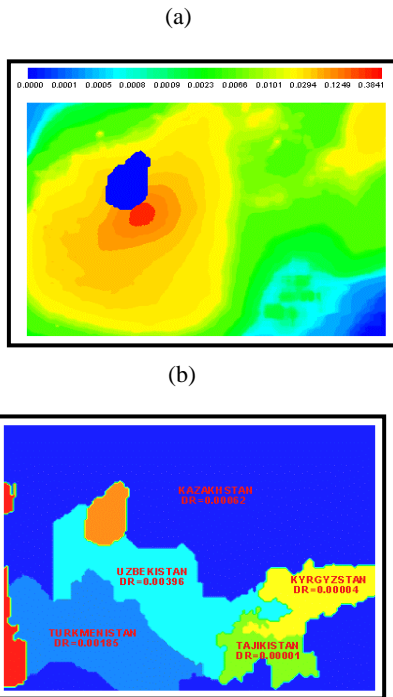 (a)
0.0000 0.0001 0.0005 0.0008 0.0009 0.0023 0.0066 0.0101 0.0294 0.1249 0.3841
(b)
KAZAKHSTAN
DR=0.00062
UZBEKISTAN
DR=0.00396
KYRGYZSTAN
DR=0.00004
TURKMENISTAN
DR=0.00185
TAJIKISTAN
DR=0.00001